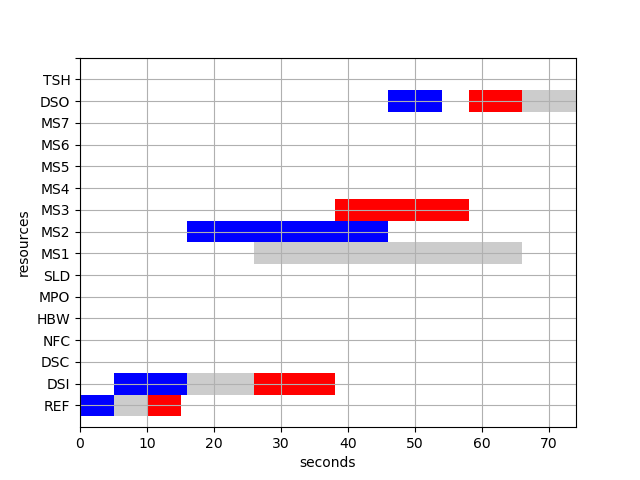 TSH
DSO
MS7
MS6
MS5
MS4
MS3
MS2
MS1
SLD
MPO
HBW
NFC
DSC
DSI
REF
resources
0 10 20 30 40 50 60 70
seconds